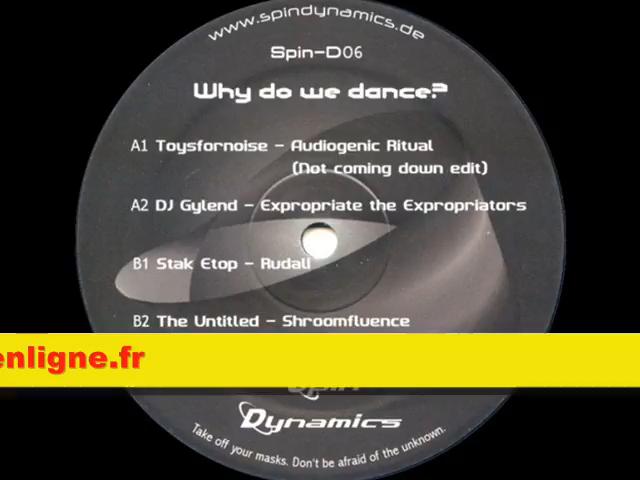 www.spindynamics.de
Spin-D06
Why do we dance?
A1 Toysfornoise - Audiogenic Ritual
(Not coming down edit)
A2 DJ Gylend - Expropriate the Expropriators
B1 Stak Etop - Rudali
B2 The Untitled - Shroomfluence
enligne.fr
Spin
Dynamics
Take off your masks. Don't be afraid of the unknown.